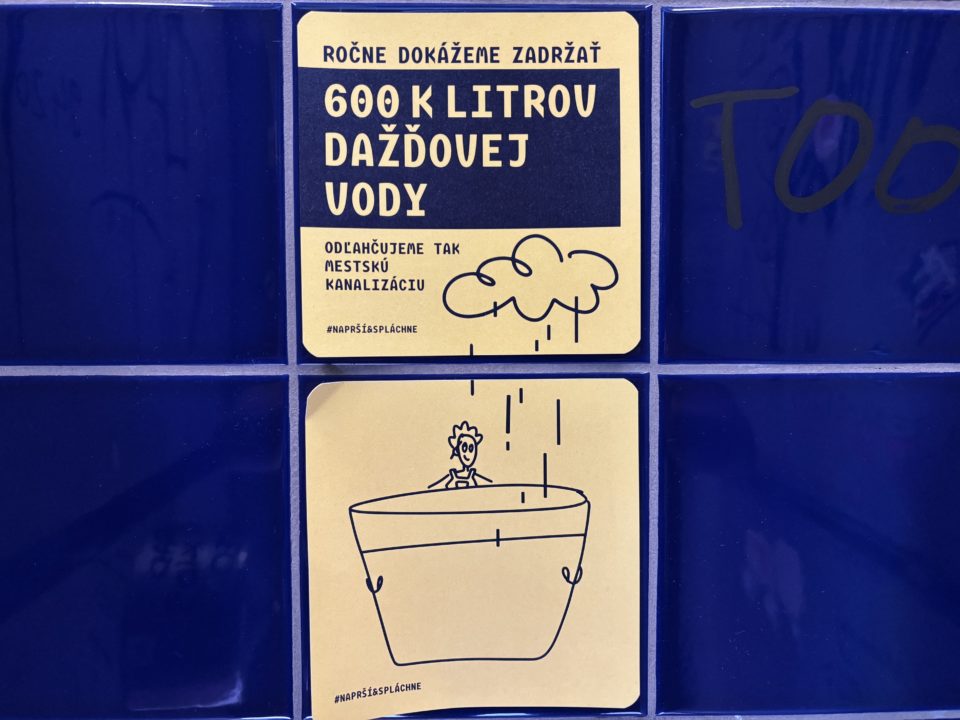 ROČNE DOKÁŽEME ZADRŽAŤ
600 K LITROV
DAŽĎOVEJ
VODY
ODĽAHČUJEME TAK
MESTSKÚ
KANALIZÁCIU
#NAPRŠÍ&SPLÁCHNE
TOO
#NAPRŠÍ&SPLÁCHNE